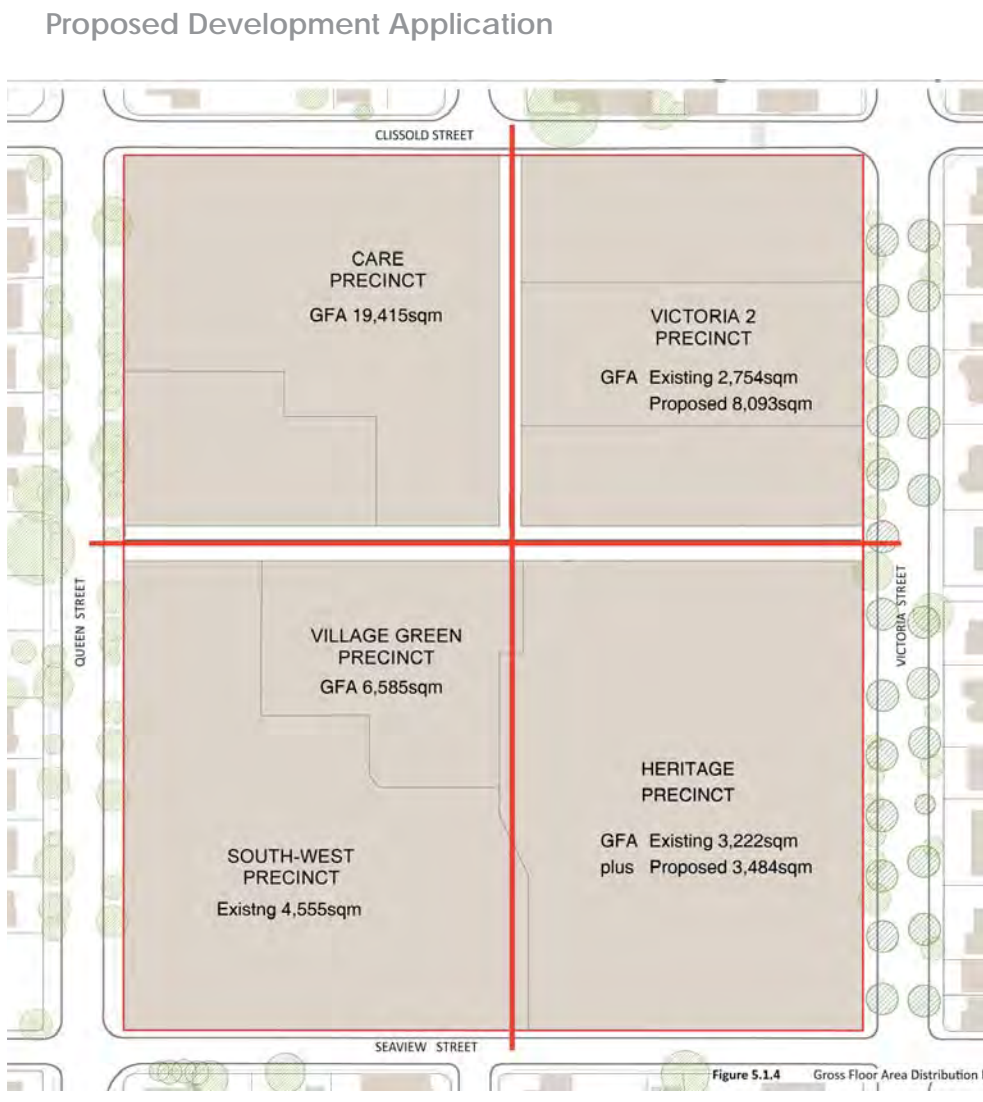 Proposed Development Application
CLISSOLD STREET
CARE
PRECINCT
GFA 19,415sqm
VICTORIA 2
PRECINCT
GFA Existing 2,754sqm
Proposed 8,093sqm
QUEEN STREET
VICTORIA STREET
VILLAGE GREEN
PRECINCT
GFA 6,585sqm
HERITAGE
PRECINCT
GFA Existing 3,222sqm
plus Proposed 3,484sqm
SOUTH-WEST
PRECINCT
Existng 4,555sqm
SEAVIEW STREET
Figure 5.1.4 Gross Floor Area Distribution